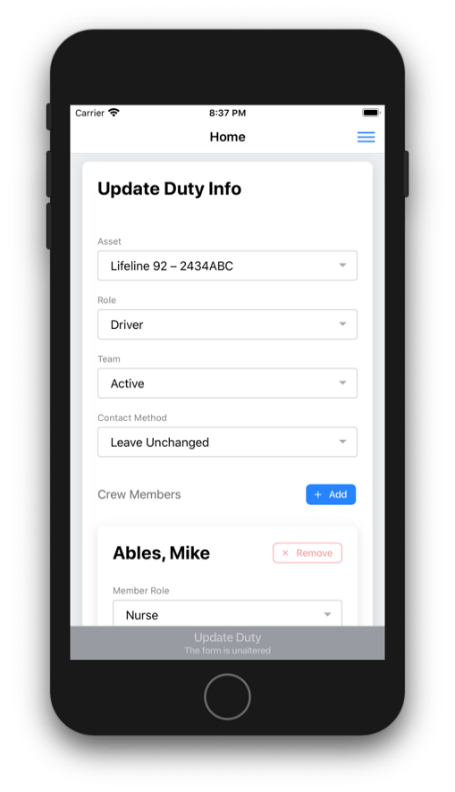 Carrier 8:37 PM
Home
Update Duty Info
Asset
Lifeline 92 – 2434ABC
Role
Driver
Team
Active
Contact Method
Leave Unchanged
Crew Members + Add
Ables, Mike × Remove
Member Role
Nurse
Update Duty
The form is unaltered